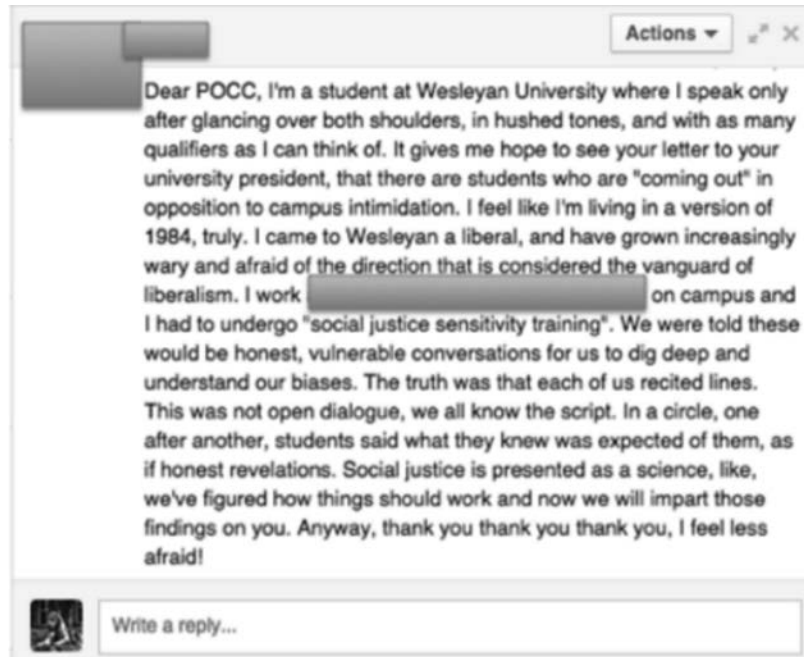 Actions
Dear POCC, I'm a student at Wesleyan University where I speak only
after glancing over both shoulders, in hushed tones, and with as many
qualifiers as I can think of. It gives me hope to see your letter to your
university president, that there are students who are "coming out" in
opposition to campus intimidation. I feel like I'm living in a version of
1984, truly. I came to Wesleyan a liberal, and have grown increasingly
wary and afraid of the direction that is considered the vanguard of
liberalism. I work on campus and
I had to undergo "social justice sensitivity training". We were told these
would be honest, vulnerable conversations for us to dig deep and
understand our biases. The truth was that each of us recited lines.
This was not open dialogue, we all know the script. In a circle, one
after another, students said what they knew was expected of them, as
if honest revelations. Social justice is presented as a science, like,
we've figured how things should work and now we will impart those
findings on you. Anyway, thank you thank you thank you, I feel less
afraid!
Write a reply...